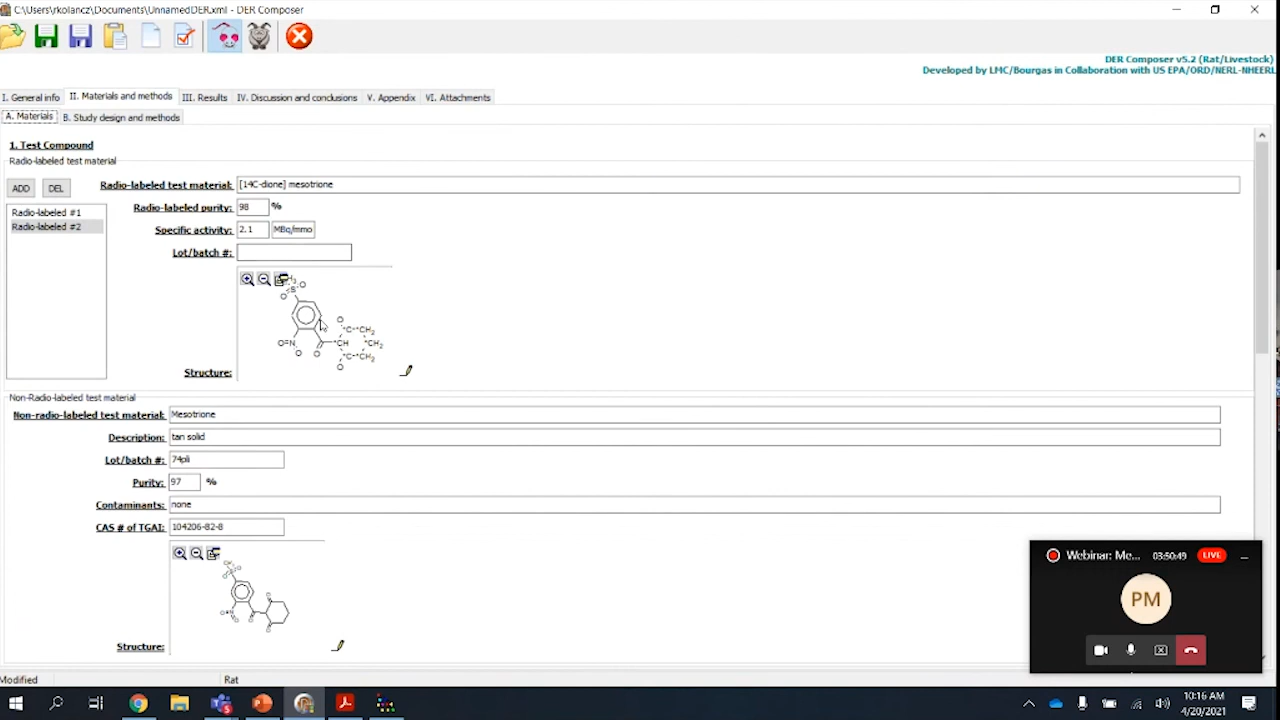 C:\Users\rkolancz\Documents\UnnamedDER.xml - DER Composer
DER Composer v5.2 (Rat/Livestock)
Developed by LMC/Bourgas in Collaboration with US EPA/ORD/NERL-NHEERL
I. General info II. Materials and methods III. Results IV. Discussion and conclusions V. Appendix VI. Attachments
A. Materials B. Study design and methods
1. Test Compound
Radio-labeled test material
ADD DEL Radio-labeled test material: [14C-dione] mesotrione
Radio-labeled #1
Radio-labeled #2
Radio-labeled purity: 98 %
Specific activity: 2.1 MBq/mmo
Lot/batch #:
Structure:
Non-Radio-labeled test material
Non-radio-labeled test material: Mesotrione
Description: tan solid
Lot/batch #: 74pli
Purity: 97 %
Contaminants: none
CAS # of TGAI: 104206-82-8
Structure:
Webinar: Me... 03:50:49 LIVE
PM
Modified Rat
10:16 AM
4/20/2021